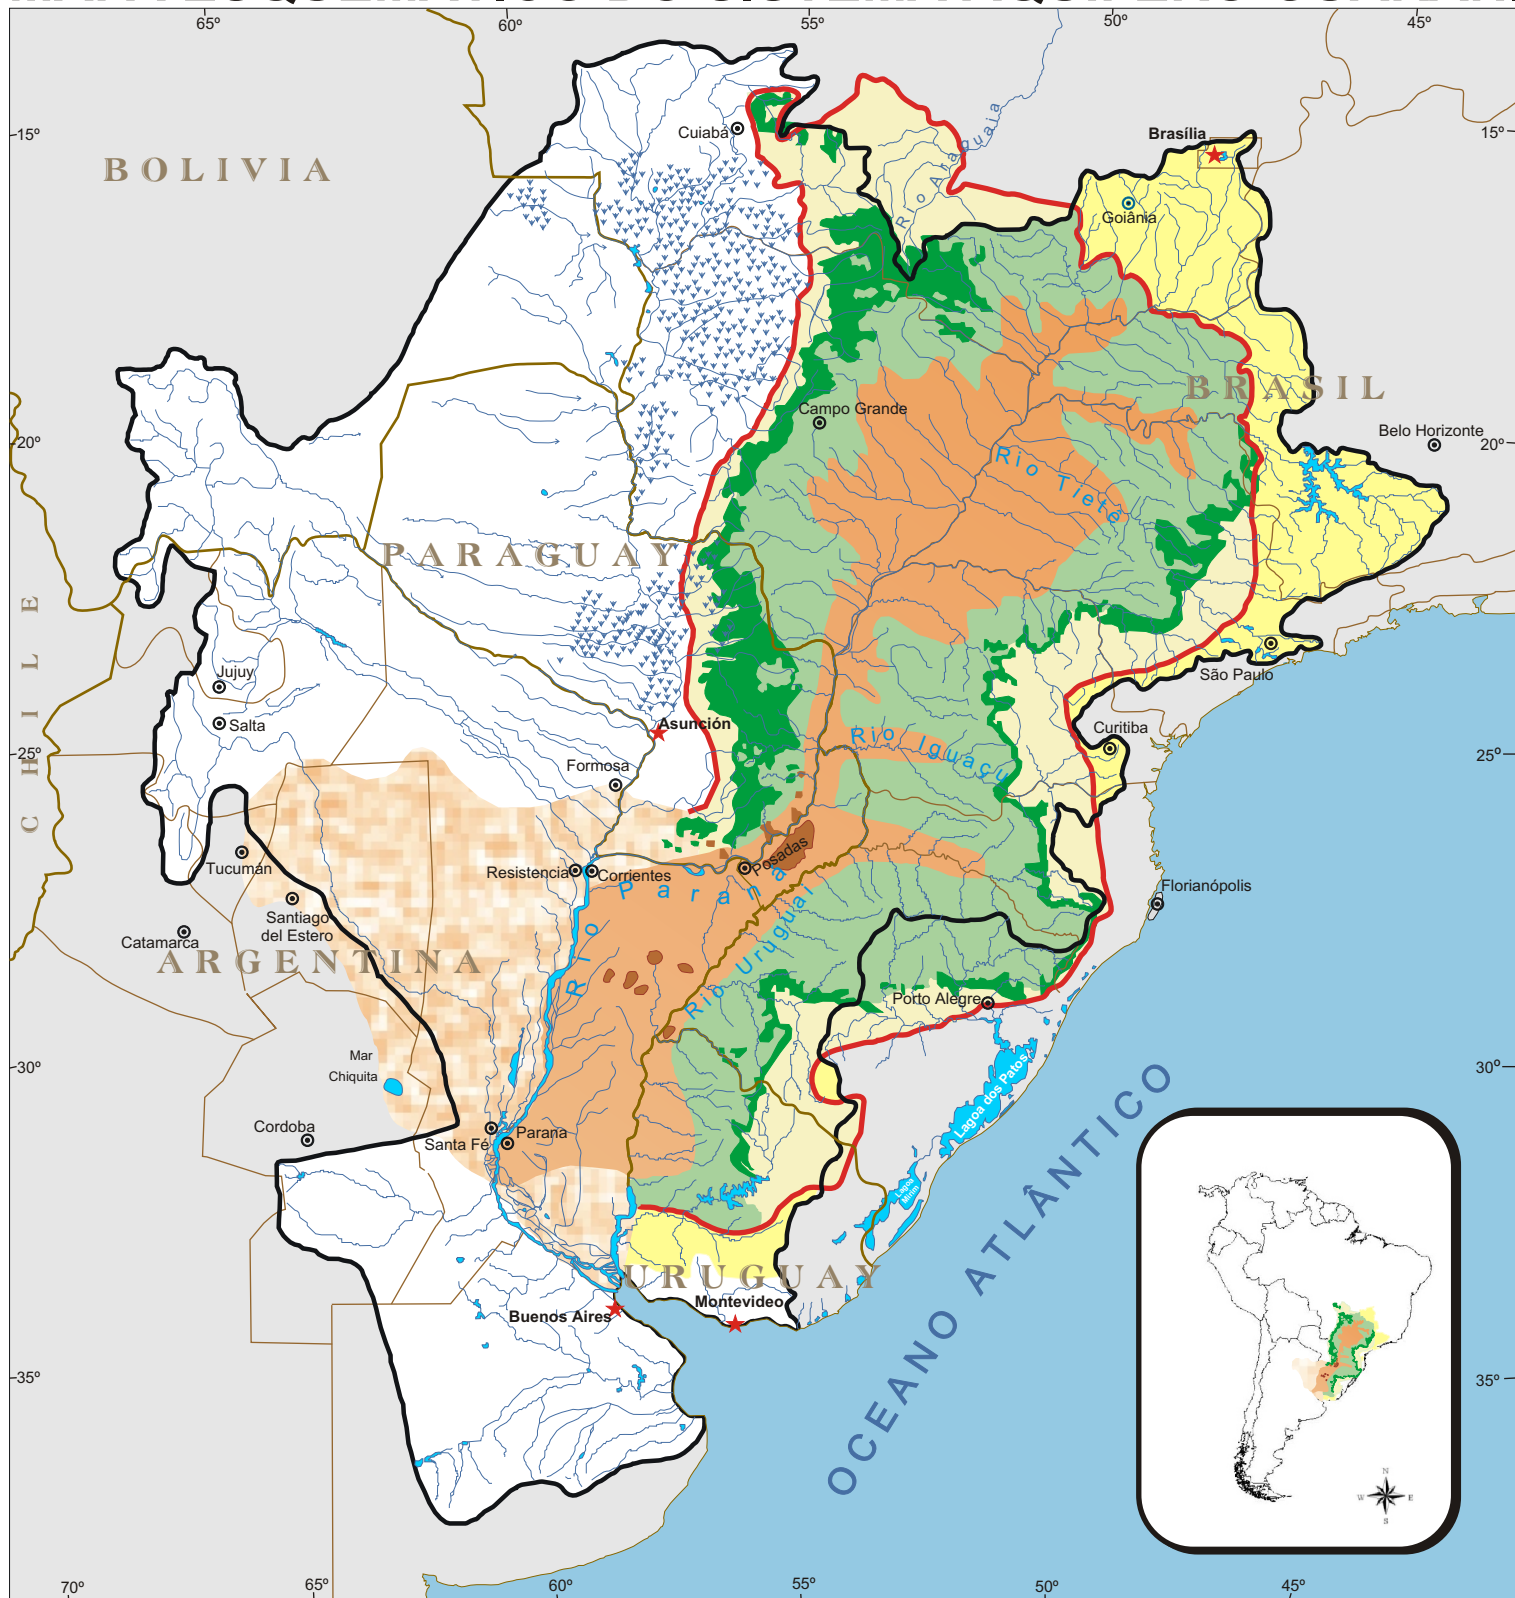 65º
60º
55º
50º
45º
15º
15º
BOLIVIA
Cuiabá
Rio Araguaia
Brasília
Goiânia
BRASIL
Campo Grande
Belo Horizonte
20º
20º
Rio Tietê
PARAGUAY
CHILE
Jujuy
Salta
São Paulo
Asunción
Curitiba
Rio Iguaçu
25º
25º
Formosa
Tucumán
Resistencia
Corrientes
Posadas
Rio Paraná
Florianópolis
Santiago
del Estero
Catamarca
ARGENTINA
Rio Uruguai
Porto Alegre
Mar
Chiquita
30º
30º
Lagoa dos Patos
Cordoba
Santa Fé
Parana
Lagoa
Mirim
URUGUAY
Montevideo
Buenos Aires
OCEANO ATLÂNTICO
35º
35º
N
W
E
S
70º
65º
60º
55º
50º
45º